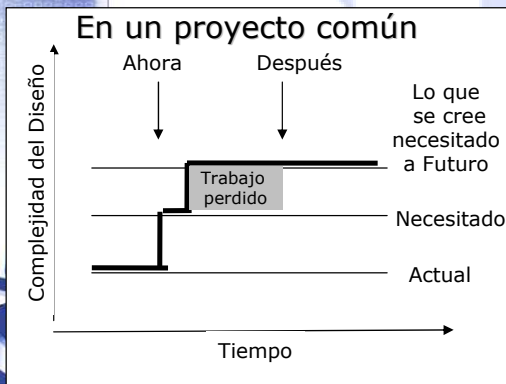 En un proyecto común
Ahora
Después
Lo que
se cree
necesitado
a Futuro
Complejidad del Diseño
Trabajo
perdido
Necesitado
Actual
Tiempo